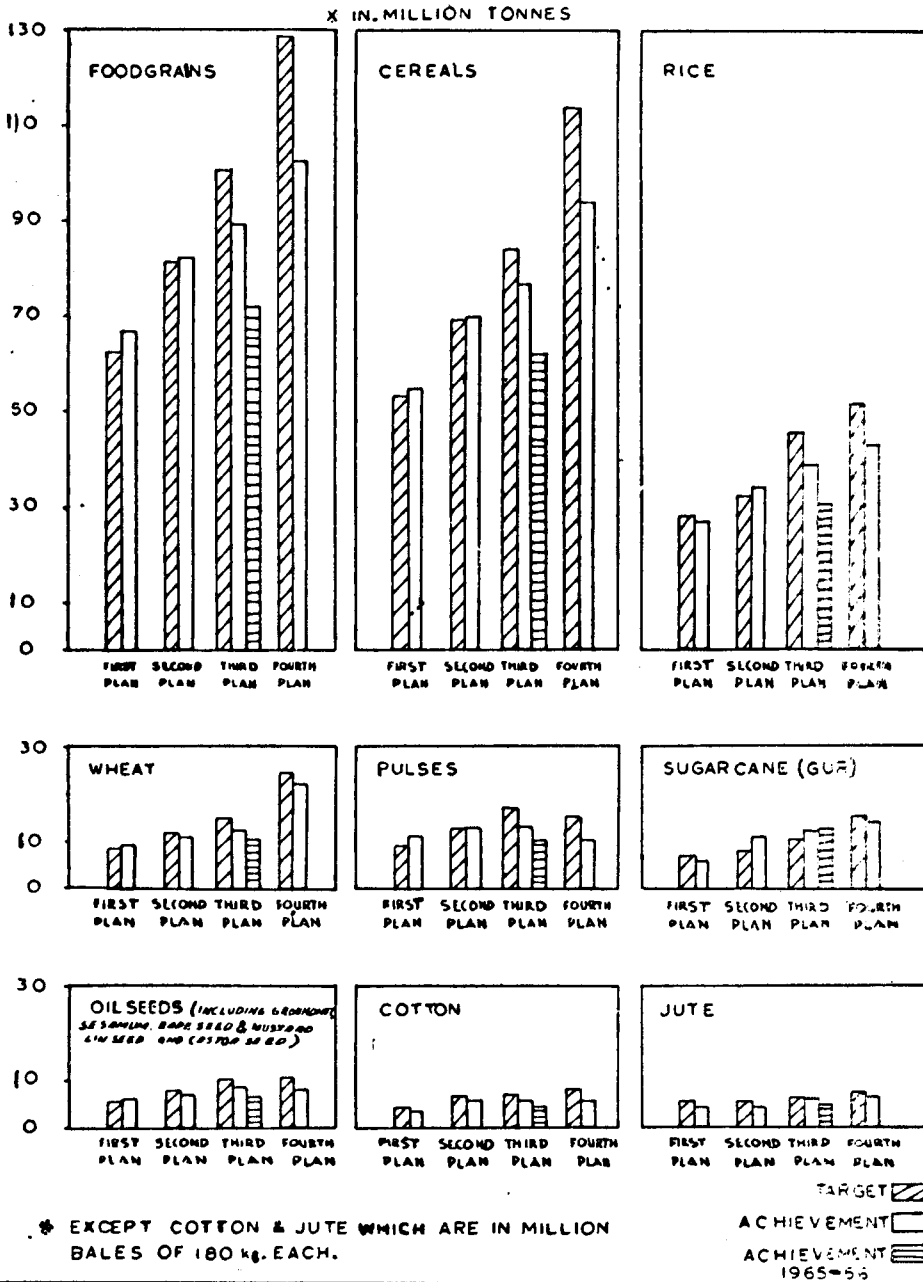 X IN. MILLION TONNES
130
110
90
70
50
30
10
0
FOODGRAINS
FIRST PLAN
SECOND PLAN
THIRD PLAN
FOURTH PLAN
CEREALS
FIRST PLAN
SECOND PLAN
THIRD PLAN
FOURTH PLAN
RICE
FIRST PLAN
SECOND PLAN
THIRD PLAN
FOURTH PLAN
30
10
0
WHEAT
FIRST PLAN
SECOND PLAN
THIRD PLAN
FOURTH PLAN
PULSES
FIRST PLAN
SECOND PLAN
THIRD PLAN
FOURTH PLAN
SUGARCANE (GUR)
FIRST PLAN
SECOND PLAN
THIRD PLAN
FOURTH PLAN
30
10
0
OIL SEEDS (INCLUDING GROUNDNUT,
SESAMUM, RAPE SEED & MUSTARD
LINSEED AND CASTOR SEED)
FIRST PLAN
SECOND PLAN
THIRD PLAN
FOURTH PLAN
COTTON
FIRST PLAN
SECOND PLAN
THIRD PLAN
FOURTH PLAN
JUTE
FIRST PLAN
SECOND PLAN
THIRD PLAN
FOURTH PLAN
TARGET
ACHIEVEMENT
ACHIEVEMENT
1965-66
* EXCEPT COTTON & JUTE WHICH ARE IN MILLION
BALES OF 180 kg. EACH.